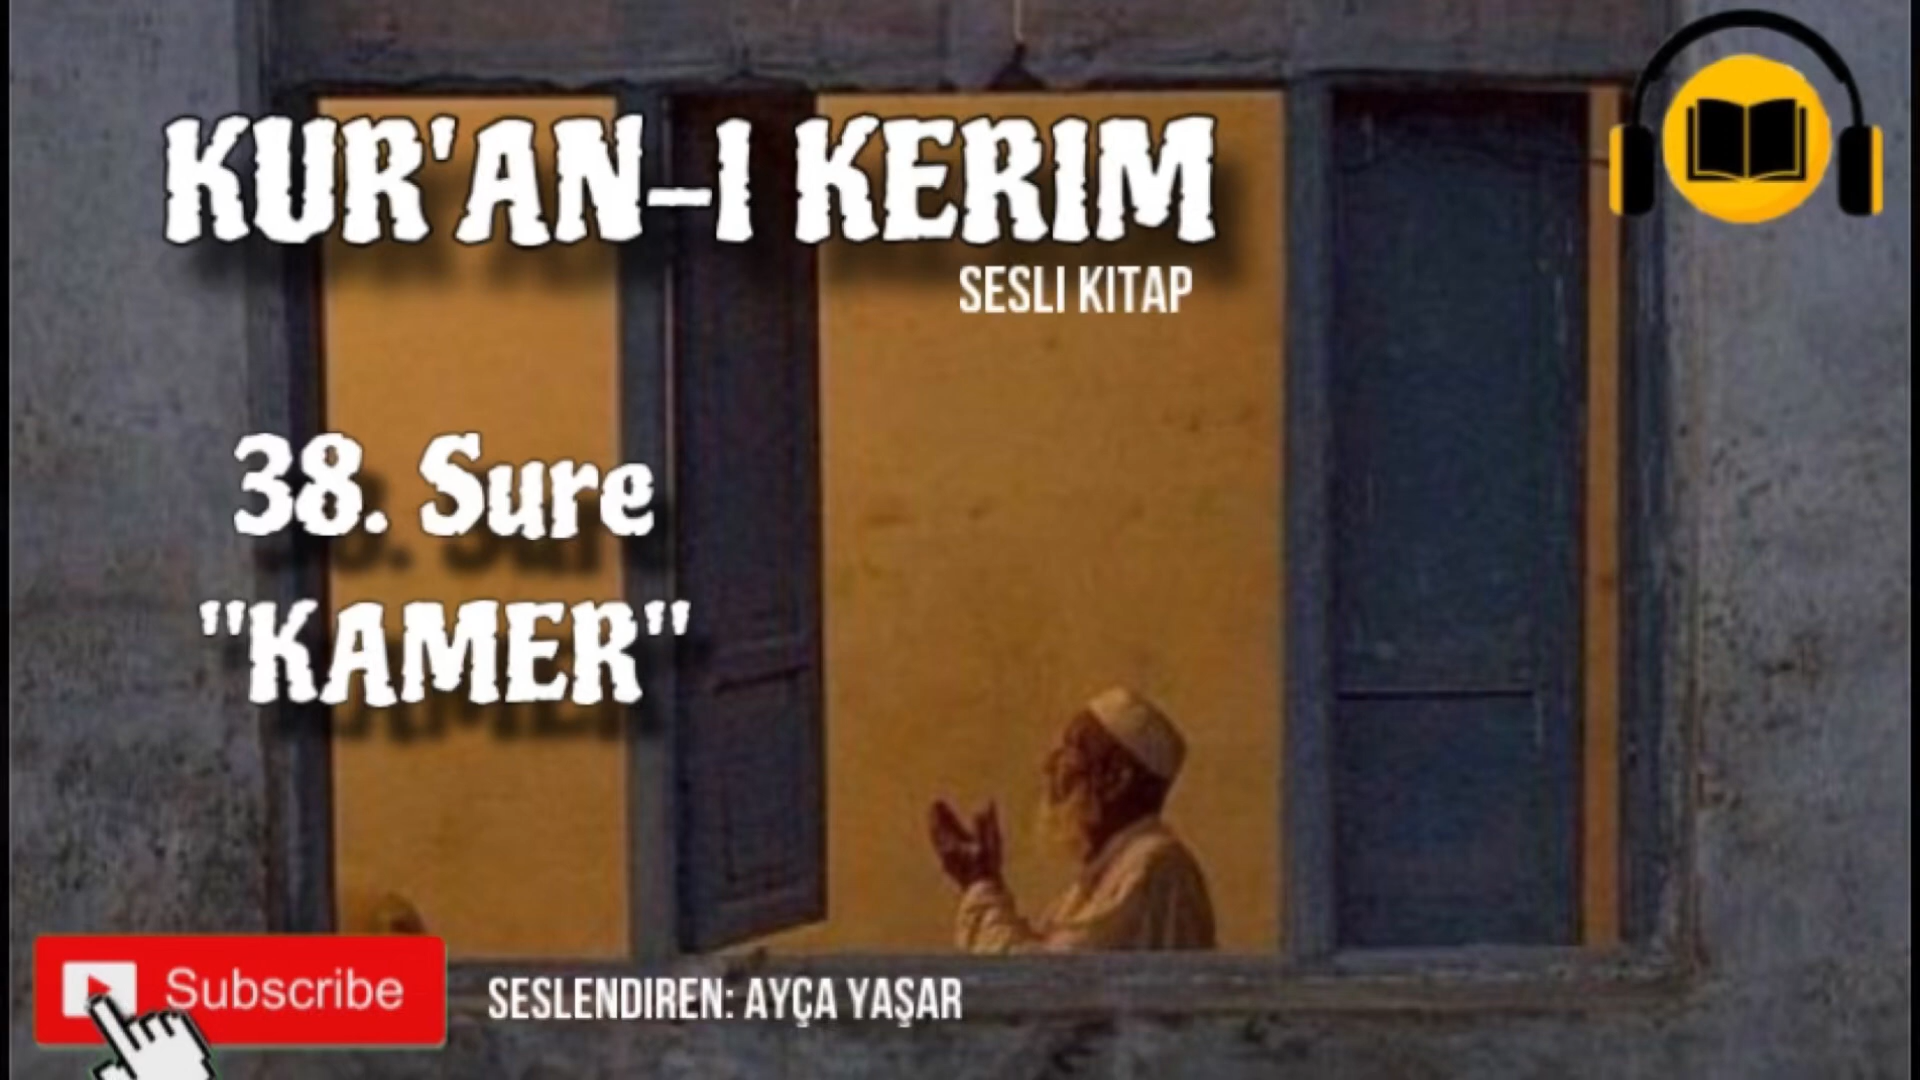 KUR'AN-I KERIM
SESLI KITAP
38. Sure
"KAMER"
Subscribe
SESLENDIREN: AYÇA YAŞAR